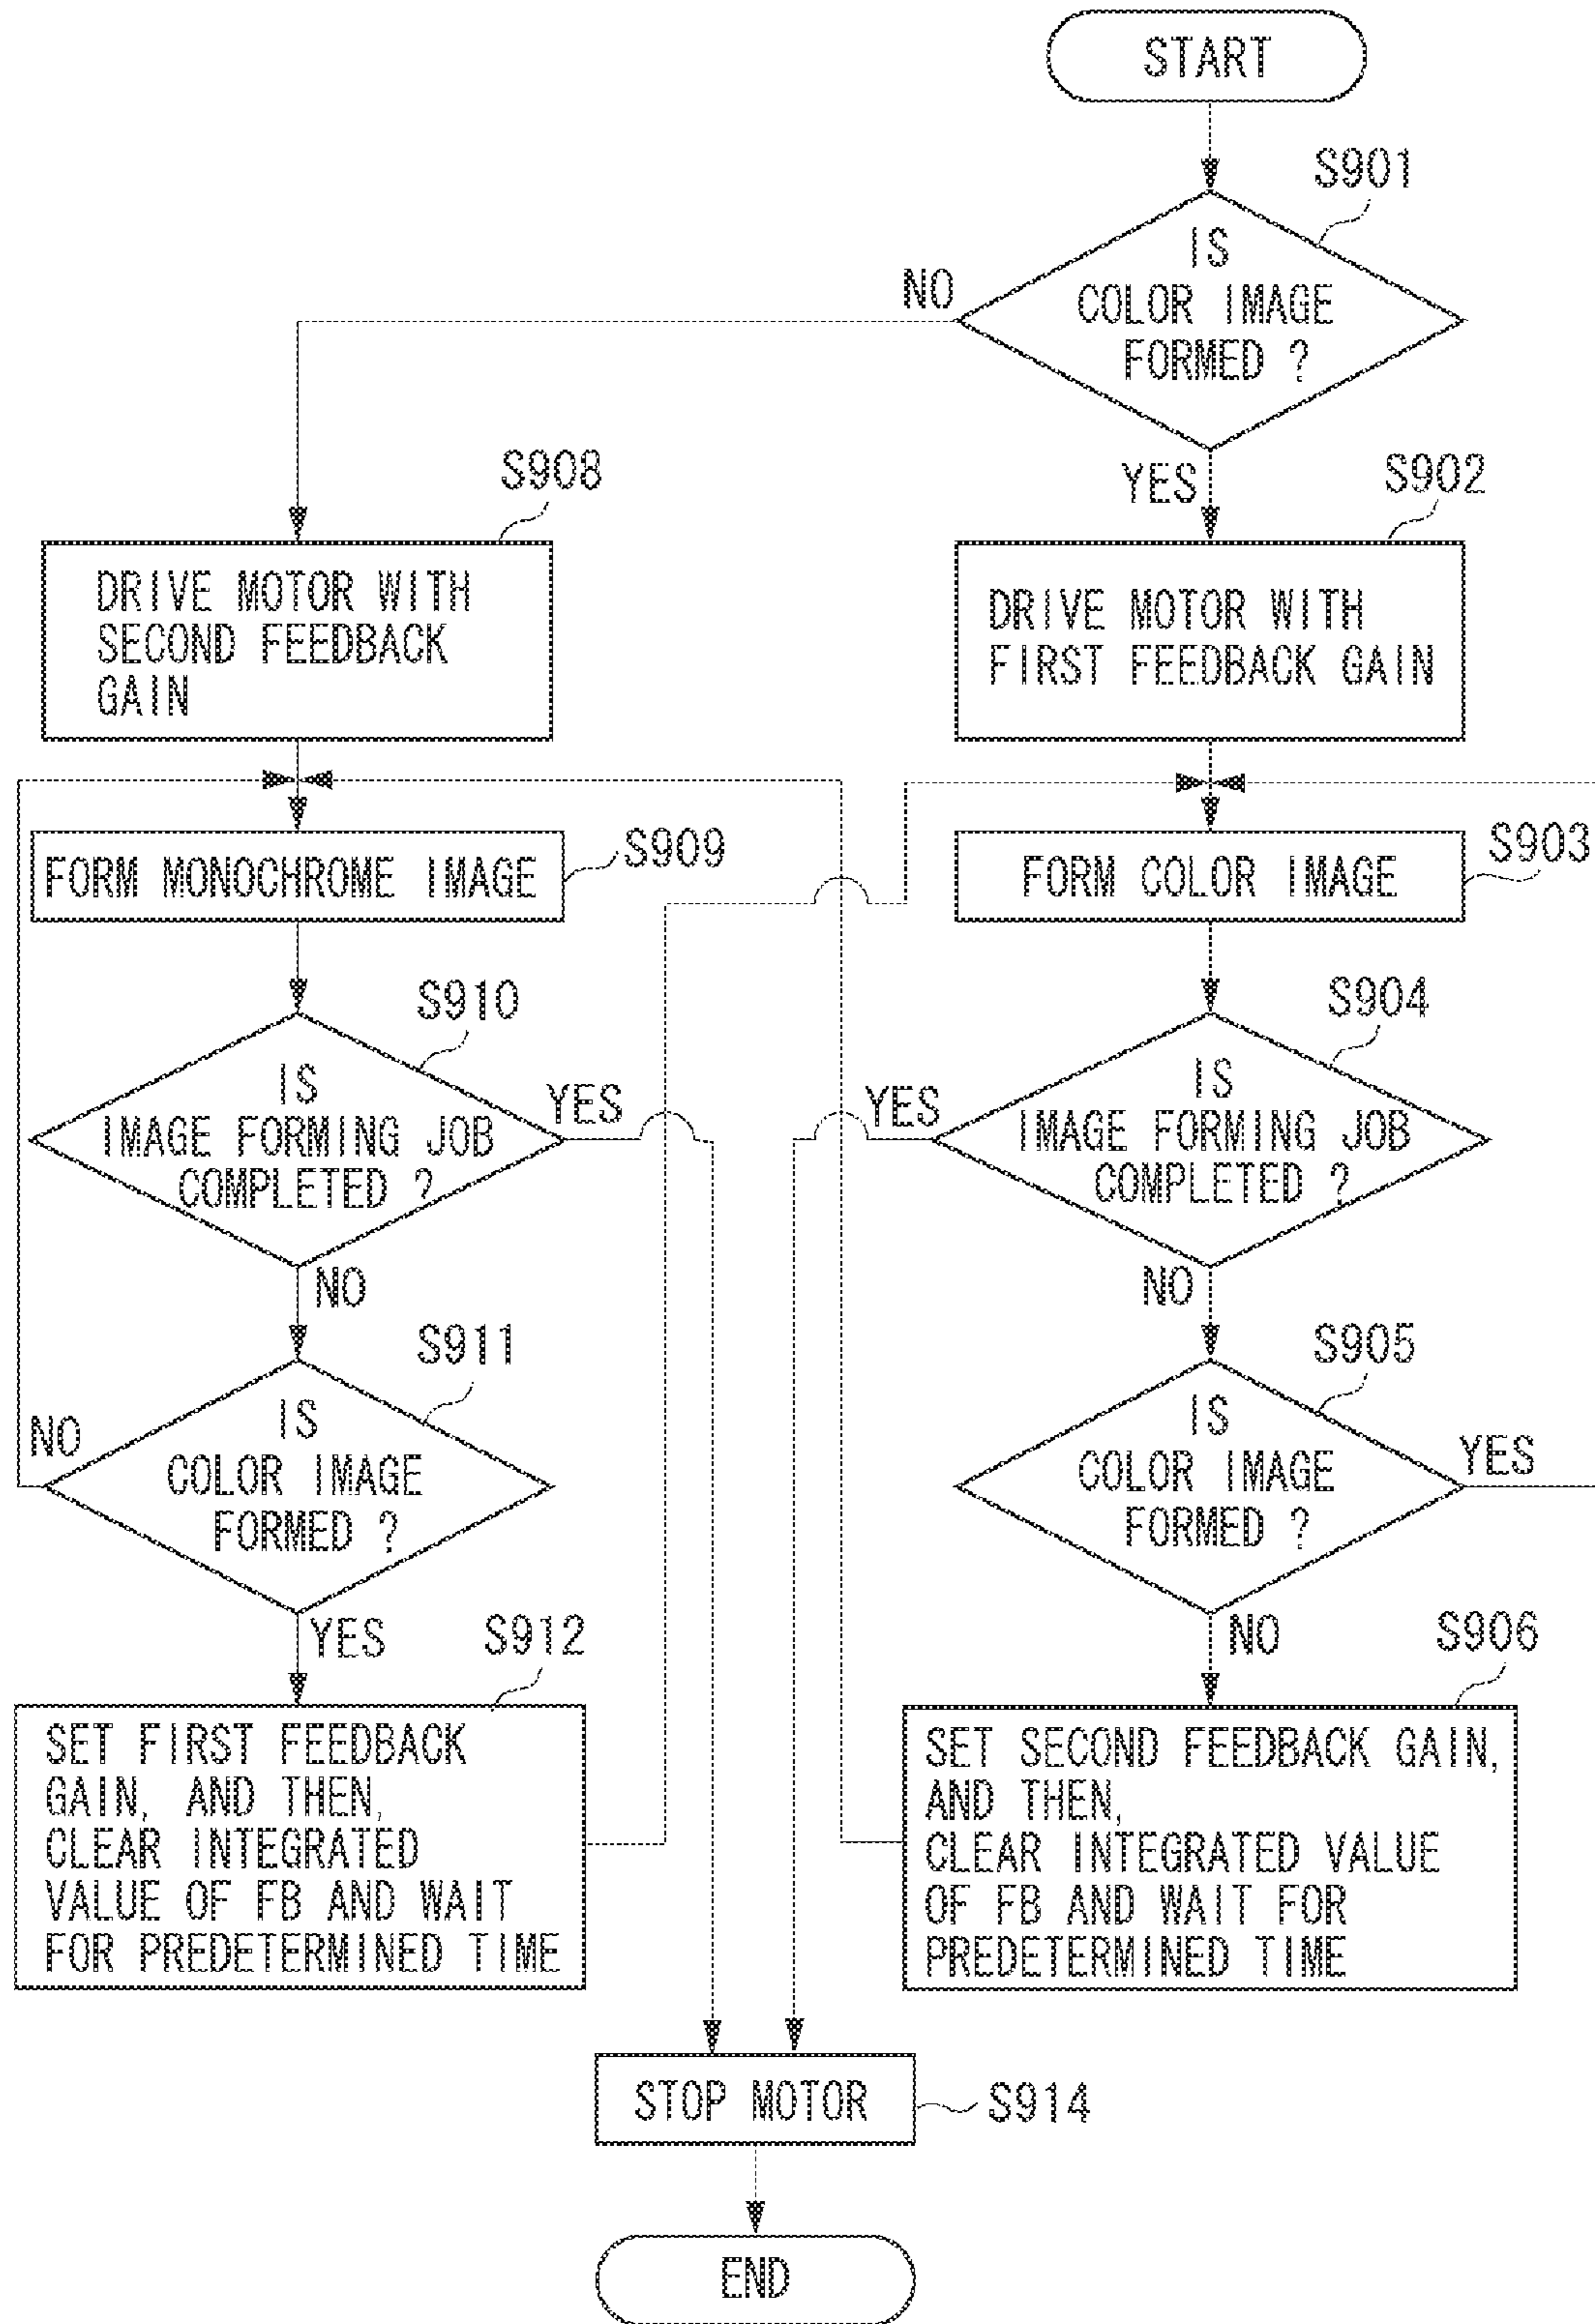 START
S901
IS
COLOR IMAGE
FORMED ?
NO
YES
S908
S902
DRIVE MOTOR WITH
SECOND FEEDBACK
GAIN
DRIVE MOTOR WITH
FIRST FEEDBACK GAIN
FORM MONOCHROME IMAGE
S909
FORM COLOR IMAGE
S903
S910
IS
IMAGE FORMING JOB
COMPLETED ?
YES
NO
S904
IS
IMAGE FORMING JOB
COMPLETED ?
YES
NO
S911
IS
COLOR IMAGE
FORMED ?
NO
YES
S905
IS
COLOR IMAGE
FORMED ?
YES
NO
S912
SET FIRST FEEDBACK
GAIN, AND THEN,
CLEAR INTEGRATED
VALUE OF FB AND WAIT
FOR PREDETERMINED TIME
S906
SET SECOND FEEDBACK GAIN,
AND THEN,
CLEAR INTEGRATED VALUE
OF FB AND WAIT FOR
PREDETERMINED TIME
STOP MOTOR
S914
END